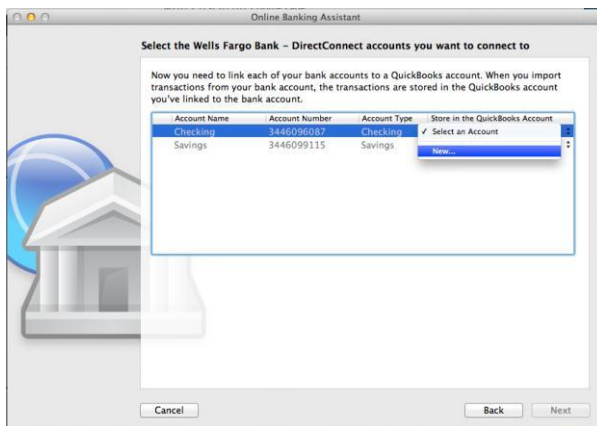 Online Banking Assistant
Select the Wells Fargo Bank – DirectConnect accounts you want to connect to
Now you need to link each of your bank accounts to a QuickBooks account. When you import
transactions from your bank account, the transactions are stored in the QuickBooks account
you've linked to the bank account.
Account Name Account Number Account Type Store in the QuickBooks Account
Checking 3446096087 Checking ✓ Select an Account
Savings 3446099115 Savings New...
Cancel Back Next